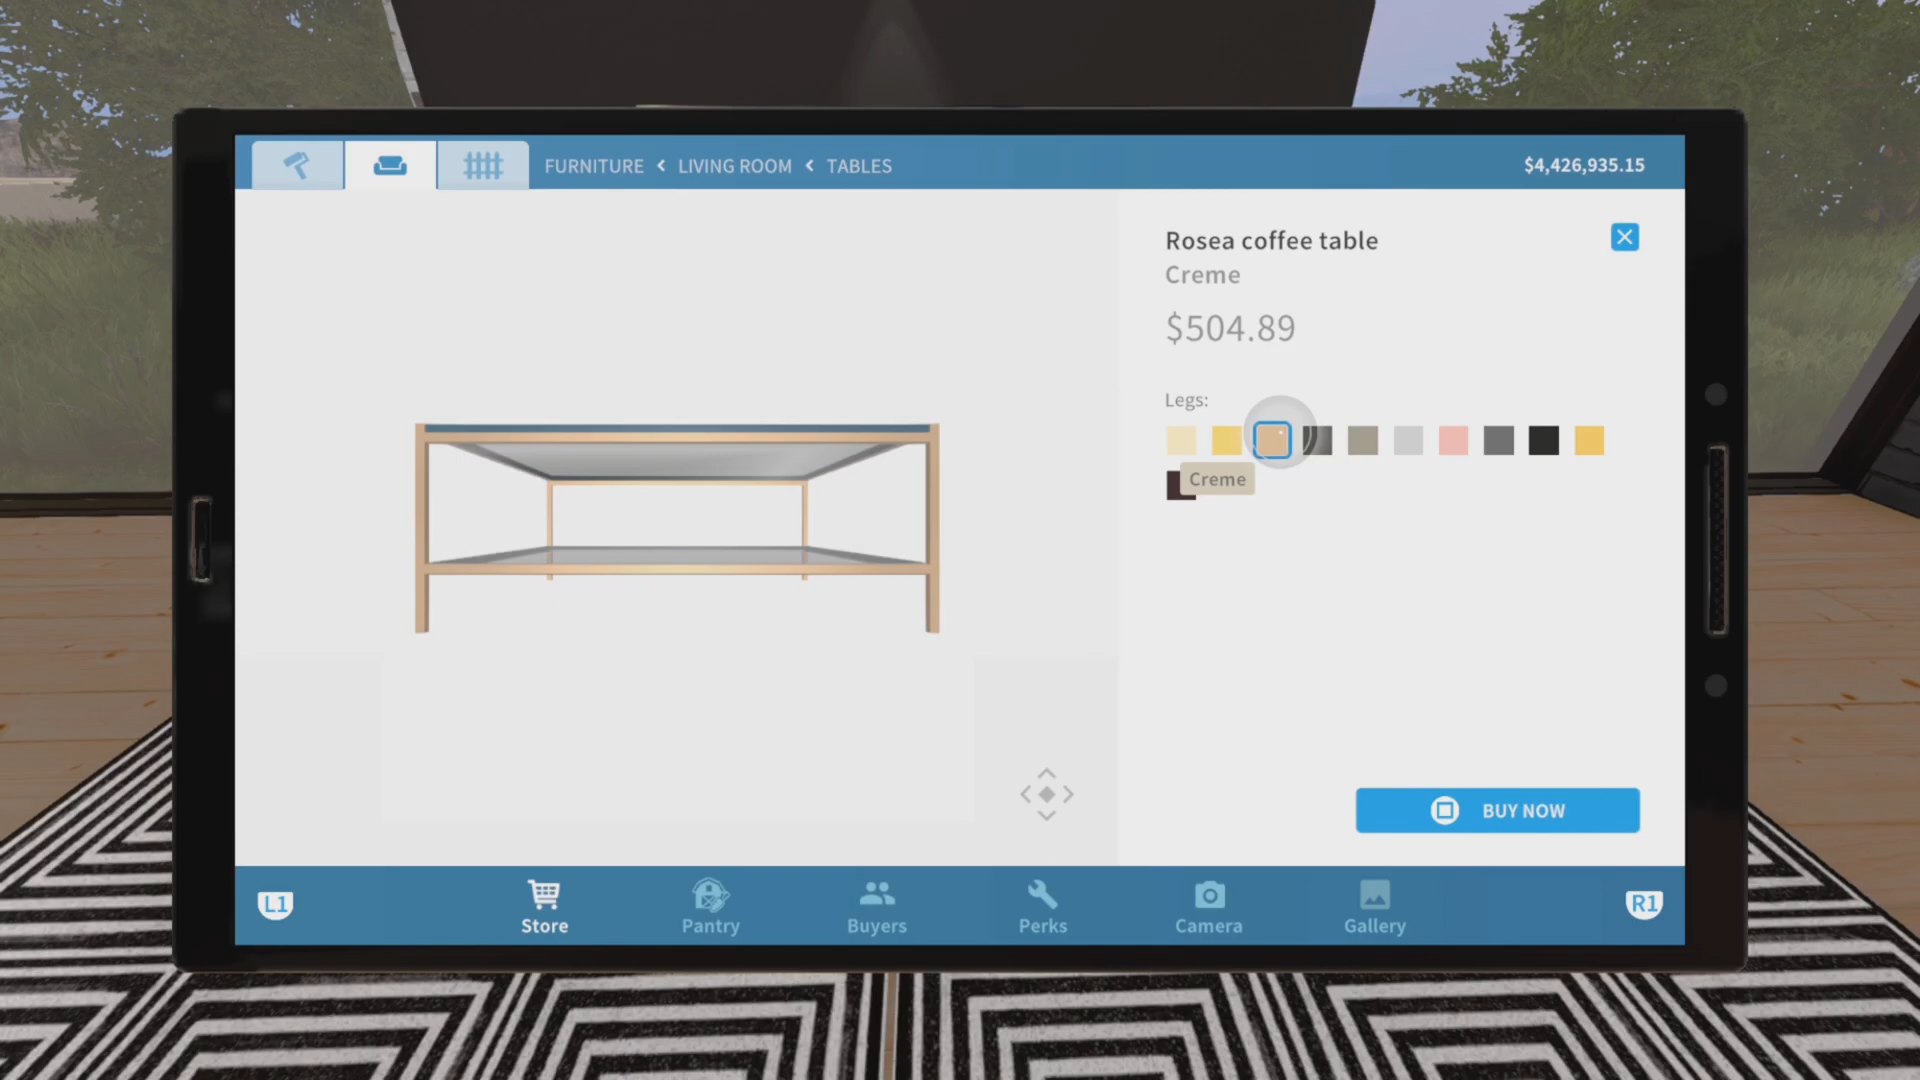 FURNITURE < LIVING ROOM < TABLES
$4,426,935.15
Rosea coffee table
Creme
$504.89
Legs:
Creme
BUY NOW
L1
Store
Pantry
Buyers
Perks
Camera
Gallery
R1